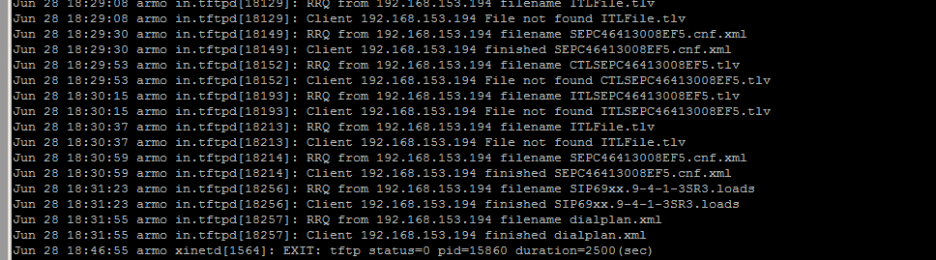 Jun 28 18:29:08 armo in.tftpd[18129]: RRQ from 192.168.153.194 filename ITLFile.tlv
Jun 28 18:29:08 armo in.tftpd[18129]: Client 192.168.153.194 File not found ITLFile.tlv
Jun 28 18:29:30 armo in.tftpd[18149]: RRQ from 192.168.153.194 filename SEPC46413008EF5.cnf.xml
Jun 28 18:29:30 armo in.tftpd[18149]: Client 192.168.153.194 finished SEPC46413008EF5.cnf.xml
Jun 28 18:29:53 armo in.tftpd[18152]: RRQ from 192.168.153.194 filename CTLSEPC46413008EF5.tlv
Jun 28 18:29:53 armo in.tftpd[18152]: Client 192.168.153.194 File not found CTLSEPC46413008EF5.tlv
Jun 28 18:30:15 armo in.tftpd[18193]: RRQ from 192.168.153.194 filename ITLSEPC46413008EF5.tlv
Jun 28 18:30:15 armo in.tftpd[18193]: Client 192.168.153.194 File not found ITLSEPC46413008EF5.tlv
Jun 28 18:30:37 armo in.tftpd[18213]: RRQ from 192.168.153.194 filename ITLFile.tlv
Jun 28 18:30:37 armo in.tftpd[18213]: Client 192.168.153.194 File not found ITLFile.tlv
Jun 28 18:30:59 armo in.tftpd[18214]: RRQ from 192.168.153.194 filename SEPC46413008EF5.cnf.xml
Jun 28 18:30:59 armo in.tftpd[18214]: Client 192.168.153.194 finished SEPC46413008EF5.cnf.xml
Jun 28 18:31:23 armo in.tftpd[18256]: RRQ from 192.168.153.194 filename SIP69xx.9-4-1-3SR3.loads
Jun 28 18:31:23 armo in.tftpd[18256]: Client 192.168.153.194 finished SIP69xx.9-4-1-3SR3.loads
Jun 28 18:31:55 armo in.tftpd[18257]: RRQ from 192.168.153.194 filename dialplan.xml
Jun 28 18:31:55 armo in.tftpd[18257]: Client 192.168.153.194 finished dialplan.xml
Jun 28 18:46:55 armo xinetd[1564]: EXIT: tftp status=0 pid=15860 duration=2500(sec)